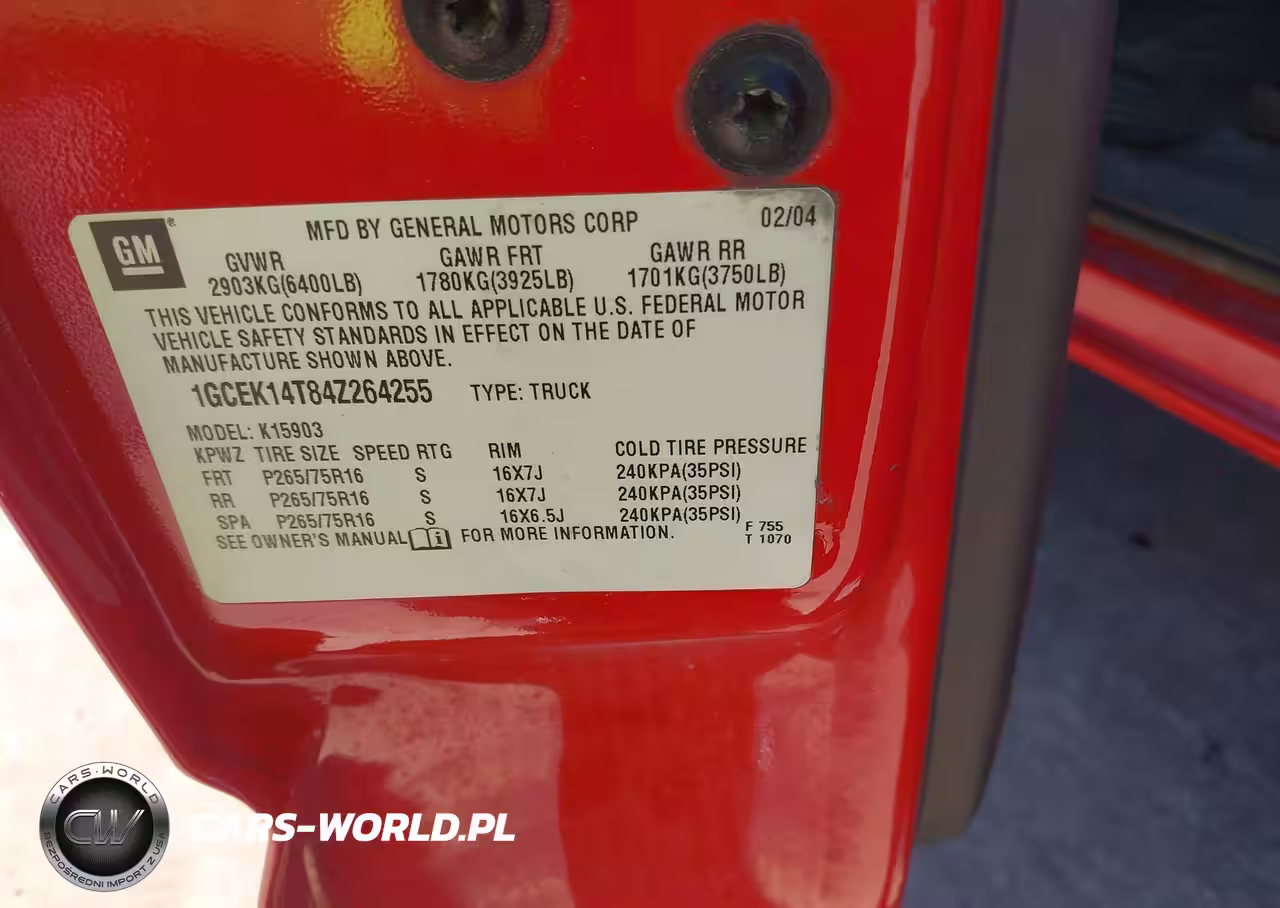 GM®
MFD BY GENERAL MOTORS CORP 02/04
GVWR GAWR FRT GAWR RR
2903KG(6400LB) 1780KG(3925LB) 1701KG(3750LB)
THIS VEHICLE CONFORMS TO ALL APPLICABLE U.S. FEDERAL MOTOR
VEHICLE SAFETY STANDARDS IN EFFECT ON THE DATE OF
MANUFACTURE SHOWN ABOVE.
1GCEK14T84Z264255 TYPE: TRUCK
MODEL: K15903
KPWZ TIRE SIZE SPEED RTG RIM COLD TIRE PRESSURE
FRT P265/75R16 S 16X7J 240KPA(35PSI)
RR P265/75R16 S 16X7J 240KPA(35PSI)
SPA P265/75R16 S 16X6.5J 240KPA(35PSI)
SEE OWNER'S MANUAL i FOR MORE INFORMATION.
F 755
T 1070
CARS-WORLD
CW
BEZPOŚREDNI IMPORT Z USA
CARS-WORLD.PL